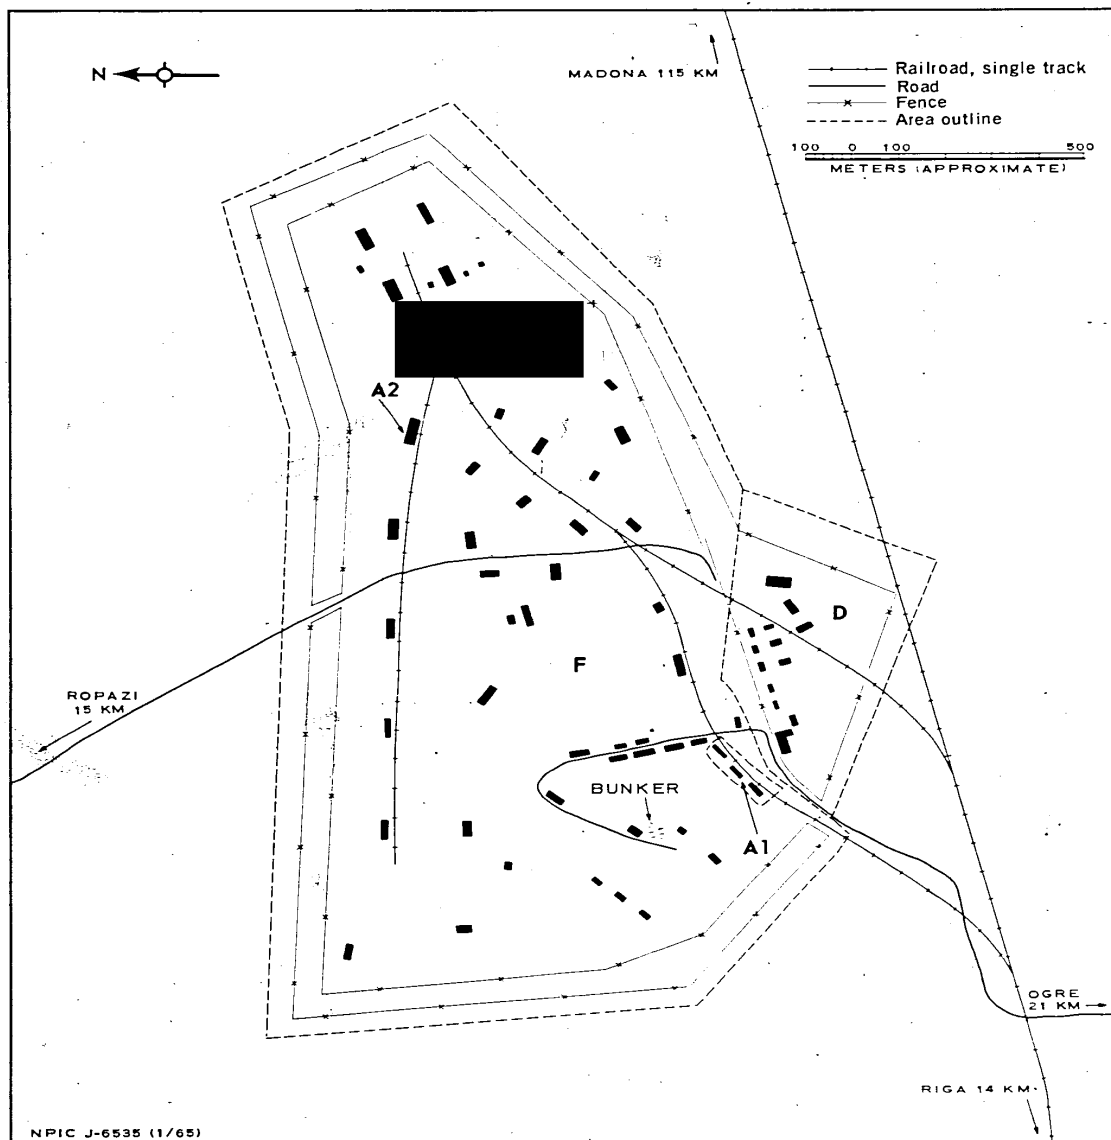 N
MADONA 115 KM
Railroad, single track
Road
Fence
Area outline
100 0 100 500
METERS (APPROXIMATE)
A2
D
F
ROPAZI
15 KM
BUNKER
A1
OGRE
21 KM
RIGA 14 KM
NPIC J-6535 (1/65)